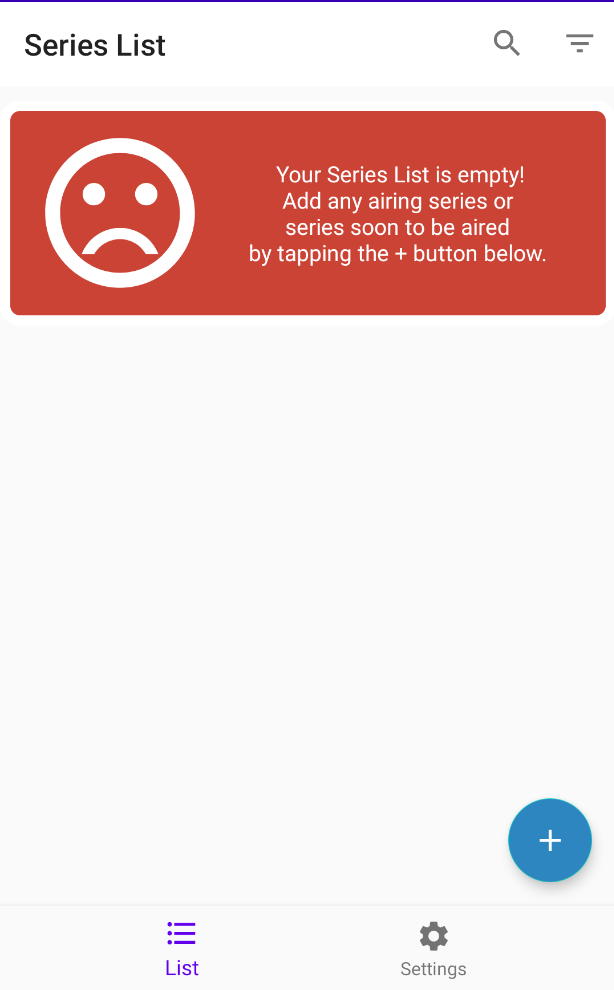 Series List
Your Series List is empty!
Add any airing series or
series soon to be aired
by tapping the + button below.
+
List
Settings